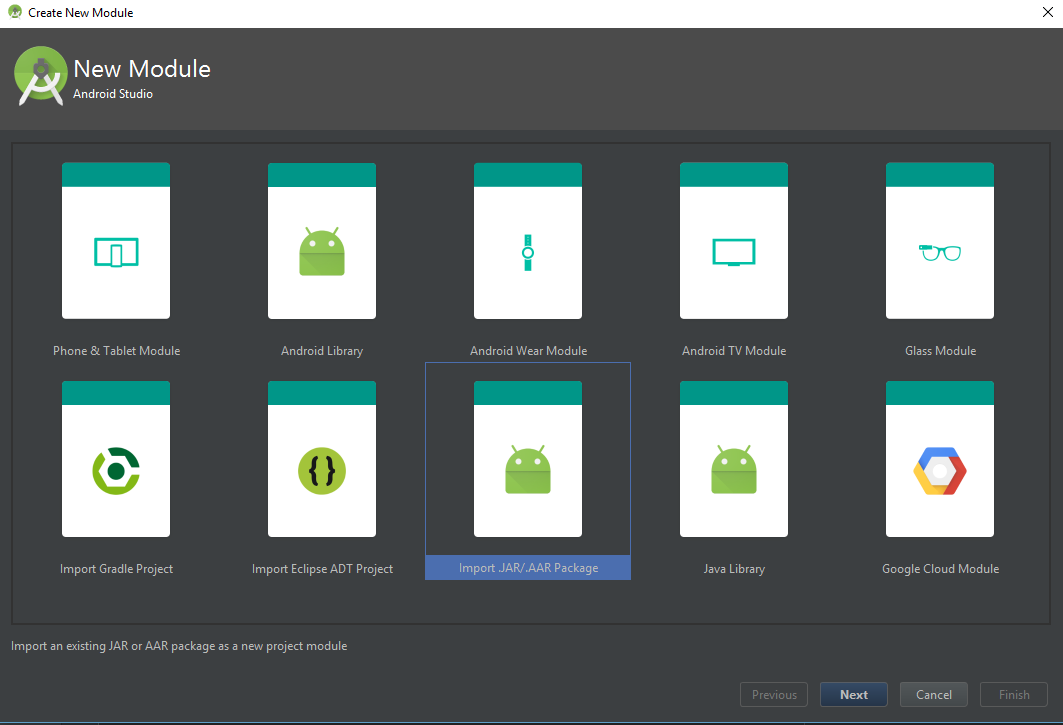 Create New Module
New Module
Android Studio
Phone & Tablet Module
Android Library
Android Wear Module
Android TV Module
Glass Module
{}
Import Gradle Project
Import Eclipse ADT Project
Import .JAR/.AAR Package
Java Library
Google Cloud Module
Import an existing JAR or AAR package as a new project module
Previous
Next
Cancel
Finish